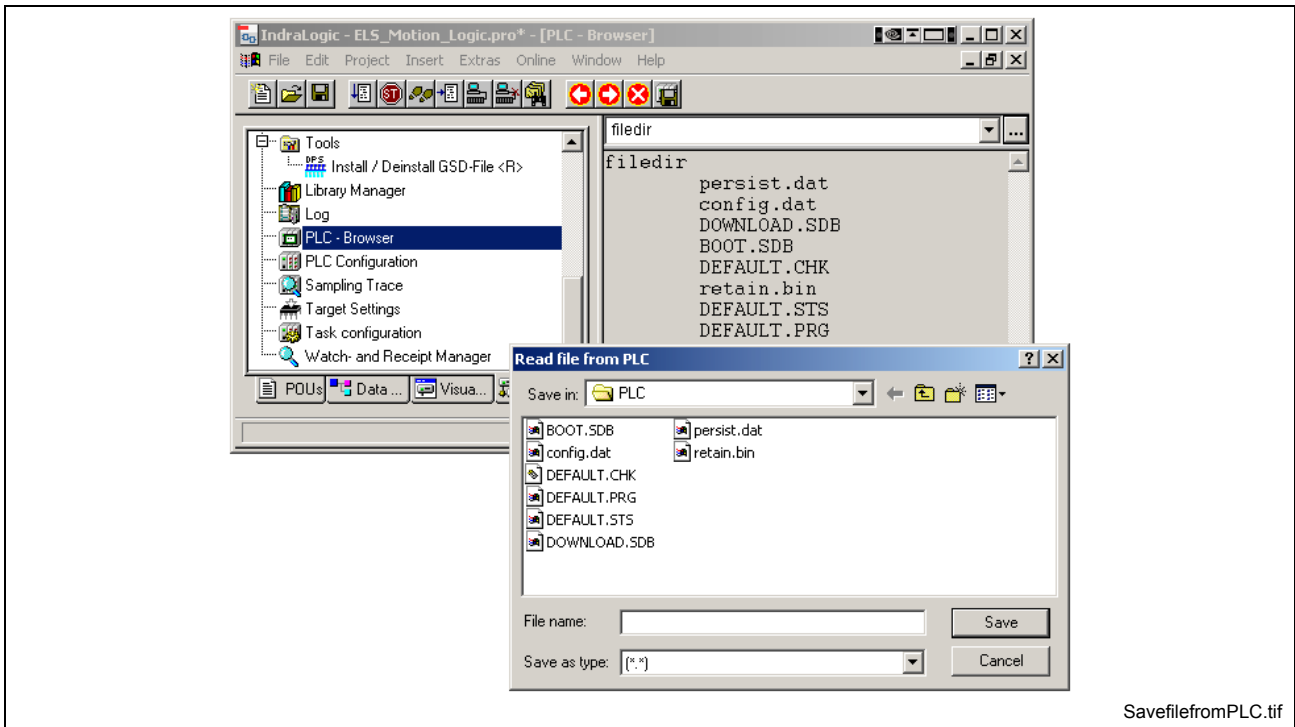 IndraLogic - ELS_Motion_Logic.pro* - [PLC - Browser]
File Edit Project Insert Extras Online Window Help
ST
Tools
DPS Install / Deinstall GSD-File <R>
Library Manager
Log
PLC - Browser
PLC Configuration
Sampling Trace
Target Settings
Task configuration
Watch- and Receipt Manager
POUs Data ... Visua...
filedir ...
filedir
persist.dat
config.dat
DOWNLOAD.SDB
BOOT.SDB
DEFAULT.CHK
retain.bin
DEFAULT.STS
DEFAULT.PRG
Read file from PLC
Save in: PLC
BOOT.SDB
config.dat
DEFAULT.CHK
DEFAULT.PRG
DEFAULT.STS
DOWNLOAD.SDB
persist.dat
retain.bin
File name: Save
Save as type: (*.*) Cancel
SavefilefromPLC.tif